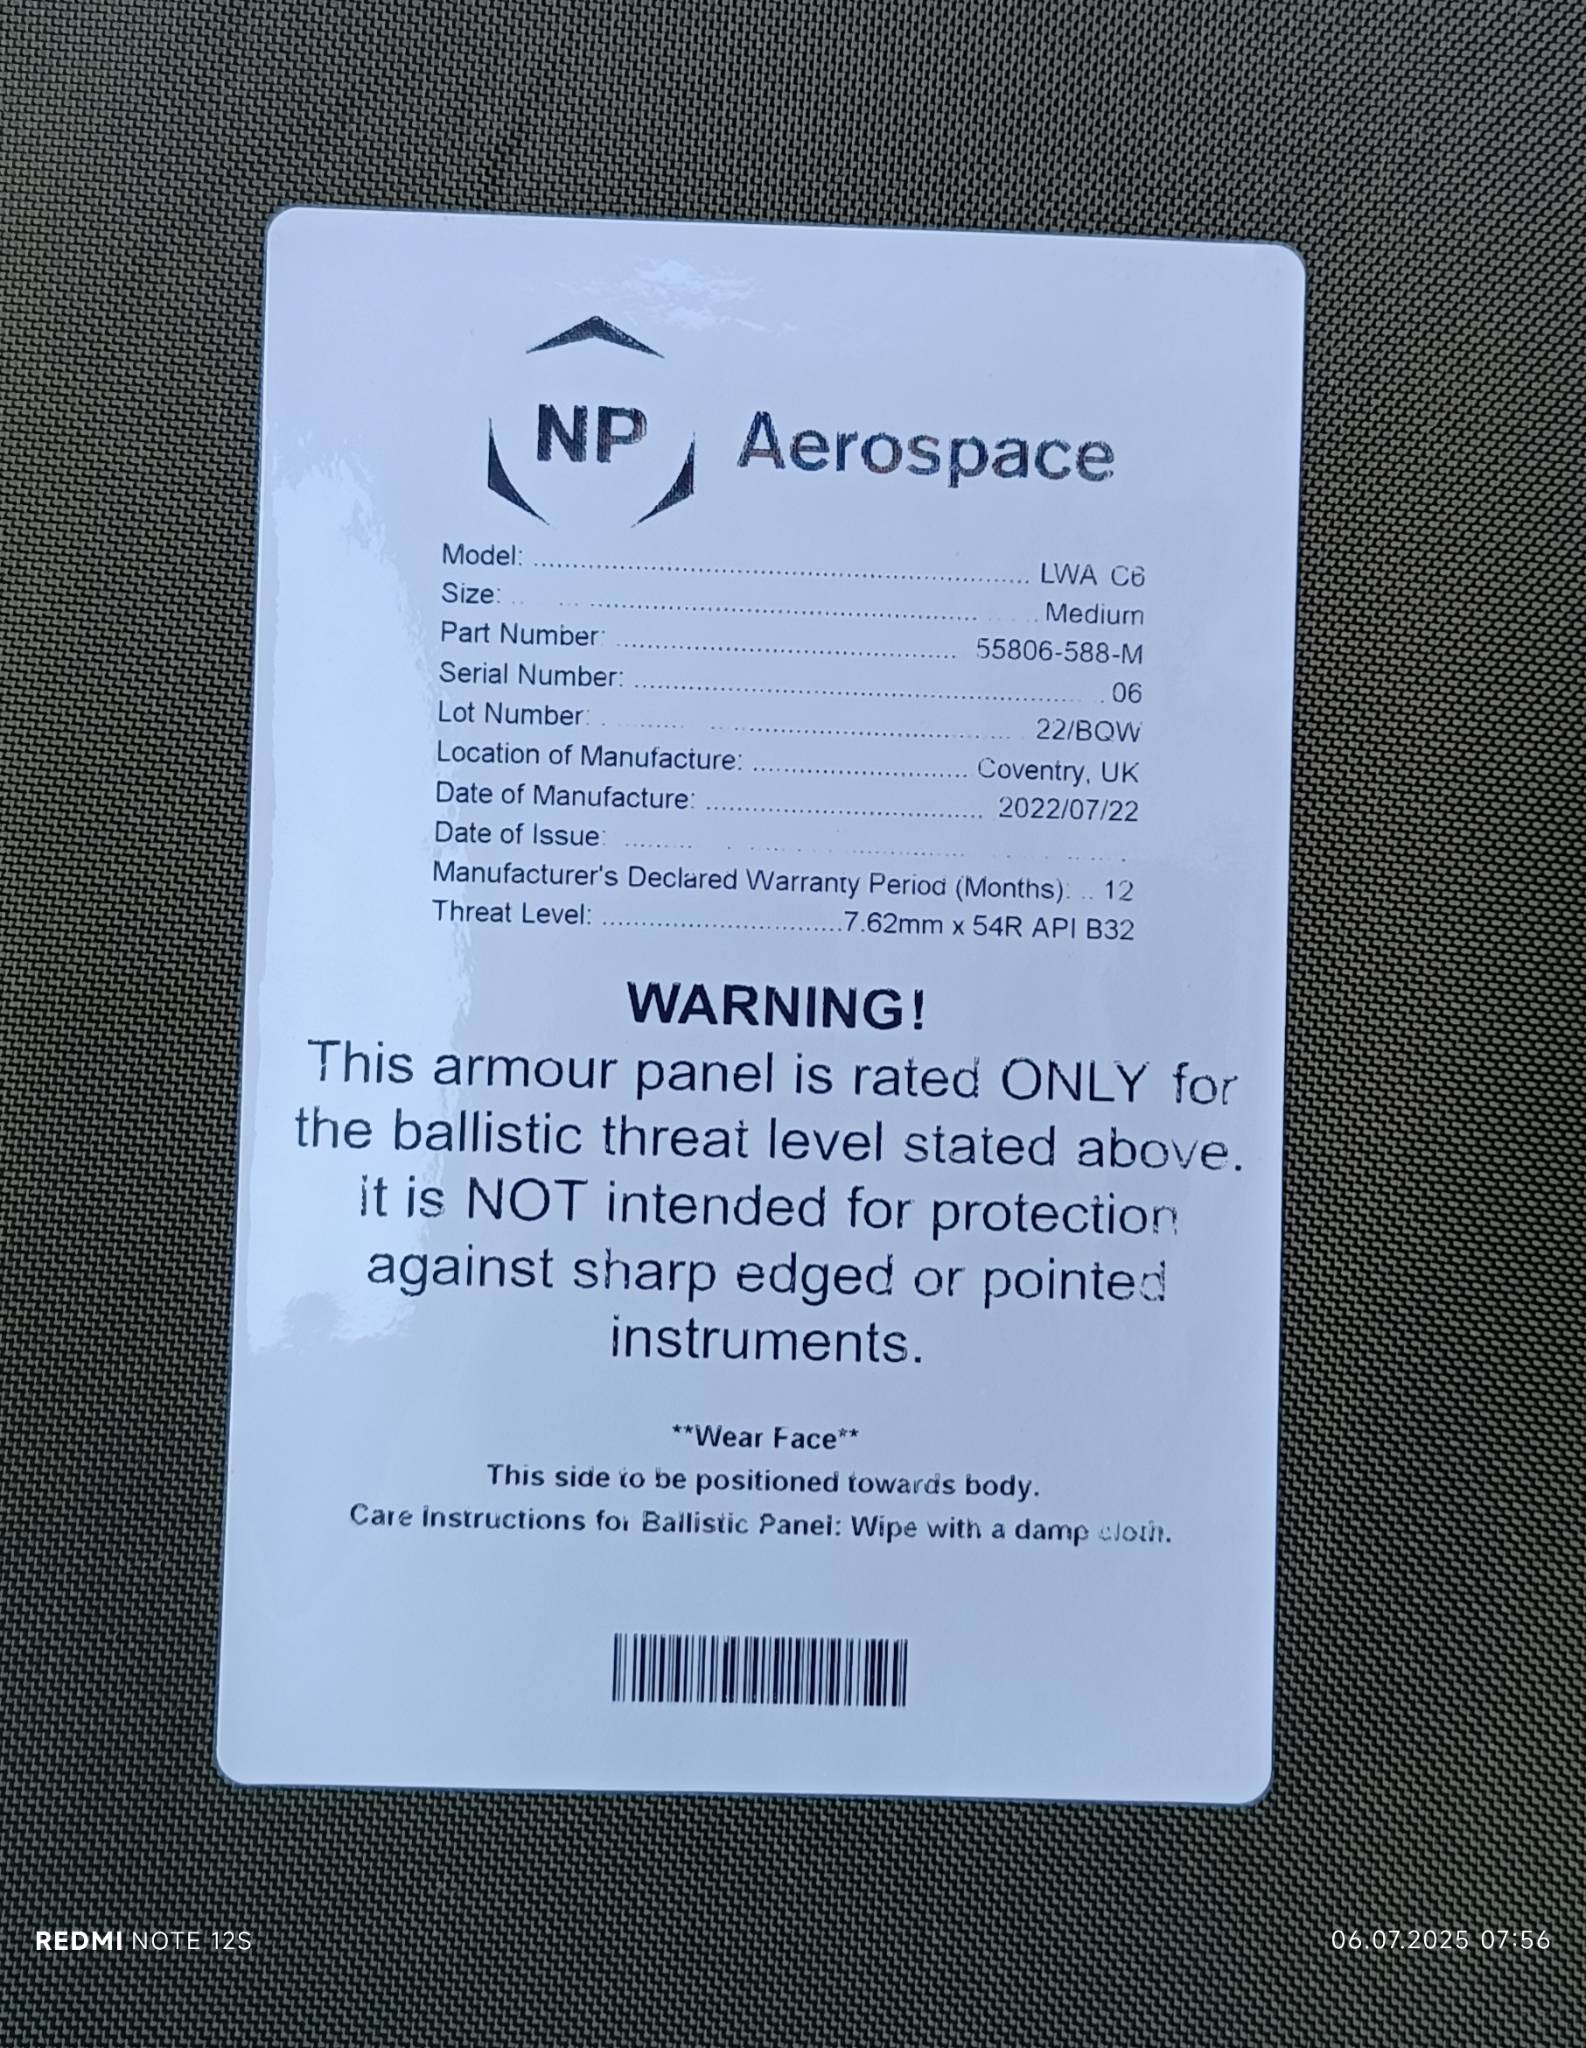 NP Aerospace
Model: ........ LWA C6
Size: ........ Medium
Part Number: ........ 55806-588-M
Serial Number: ........ 06
Lot Number: ........ 22/BQW
Location of Manufacture: ........ Coventry, UK
Date of Manufacture: ........ 2022/07/22
Date of Issue: ........
Manufacturer's Declared Warranty Period (Months): .. 12
Threat Level: ........ 7.62mm x 54R API B32
WARNING!
This armour panel is rated ONLY for
the ballistic threat level stated above.
it is NOT intended for protection
against sharp edged or pointed
instruments.
**Wear Face**
This side to be positioned towards body.
Care instructions for Ballistic Panel: Wipe with a damp cloth.
REDMI NOTE 12S
06.07.2025 07:56